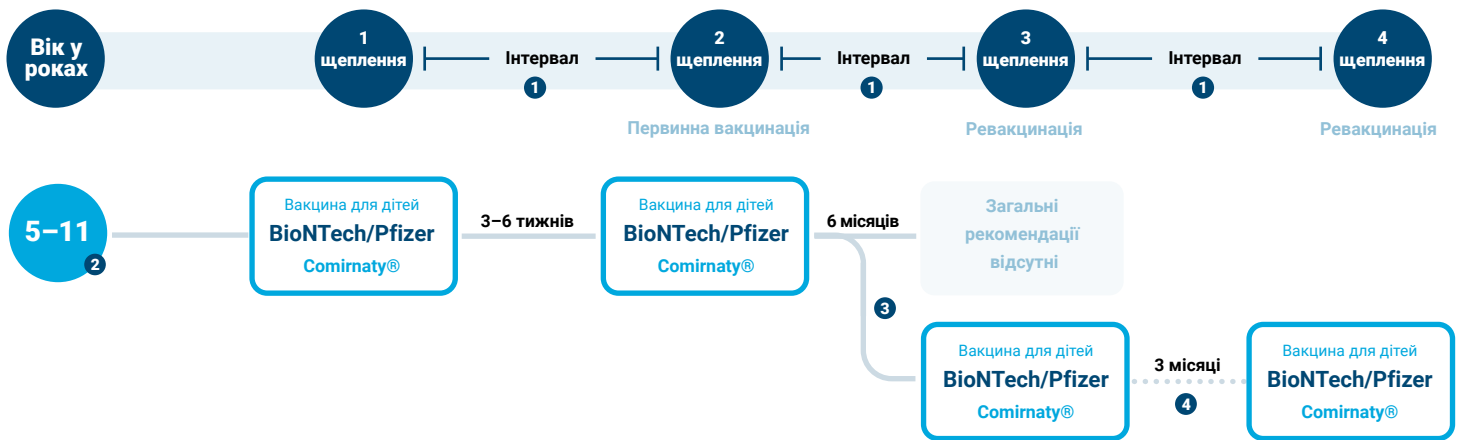 Вік у
роках
1
щеплення
Інтервал
1
2
щеплення
Інтервал
1
3
щеплення
Інтервал
1
4
щеплення
Первинна вакцинація
Ревакцинація
Ревакцинація
5–11
2
Вакцина для дітей
BioNTech/Pfizer
Comirnaty®
3–6 тижнів
Вакцина для дітей
BioNTech/Pfizer
Comirnaty®
6 місяців
Загальні
рекомендації
відсутні
3
Вакцина для дітей
BioNTech/Pfizer
Comirnaty®
3 місяці
4
Вакцина для дітей
BioNTech/Pfizer
Comirnaty®